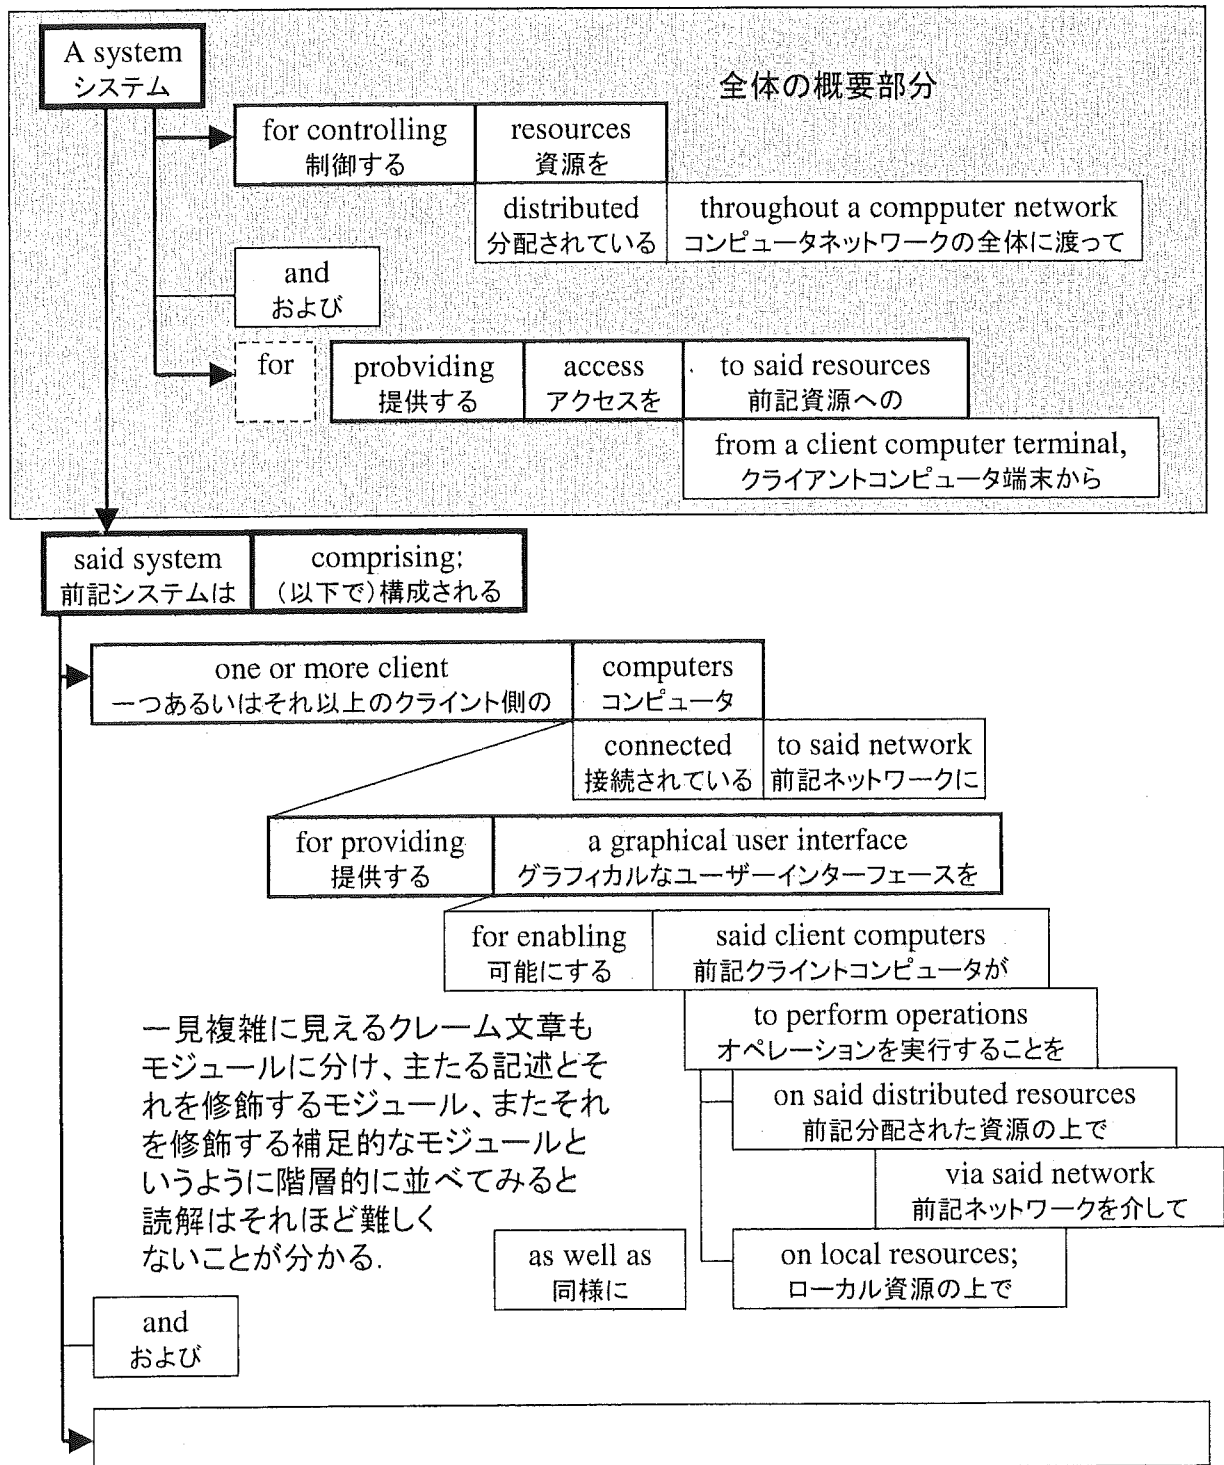 A system
システム
全体の概要部分
for controlling
制御する
resources
資源を
distributed
分配されている
throughout a compputer network
コンピュータネットワークの全体に渡って
and
および
for
probviding
提供する
access
アクセスを
to said resources
前記資源への
from a client computer terminal,
クライアントコンピュータ端末から
said system
前記システムは
comprising:
(以下で)構成される
one or more client
一つあるいはそれ以上のクライント側の
computers
コンピュータ
connected
接続されている
to said network
前記ネットワークに
for providing
提供する
a graphical user interface
グラフィカルなユーザーインターフェースを
for enabling
可能にする
said client computers
前記クライントコンピュータが
to perform operations
オペレーションを実行することを
on said distributed resources
前記分配された資源の上で
via said network
前記ネットワークを介して
as well as
同様に
on local resources;
ローカル資源の上で
一見複雑に見えるクレーム文章も
モジュールに分け、主たる記述とそ
れを修飾するモジュール、またそれ
を修飾する補足的なモジュールと
いうように階層的に並べてみると
読解はそれほど難しく
ないことが分かる.
and
および